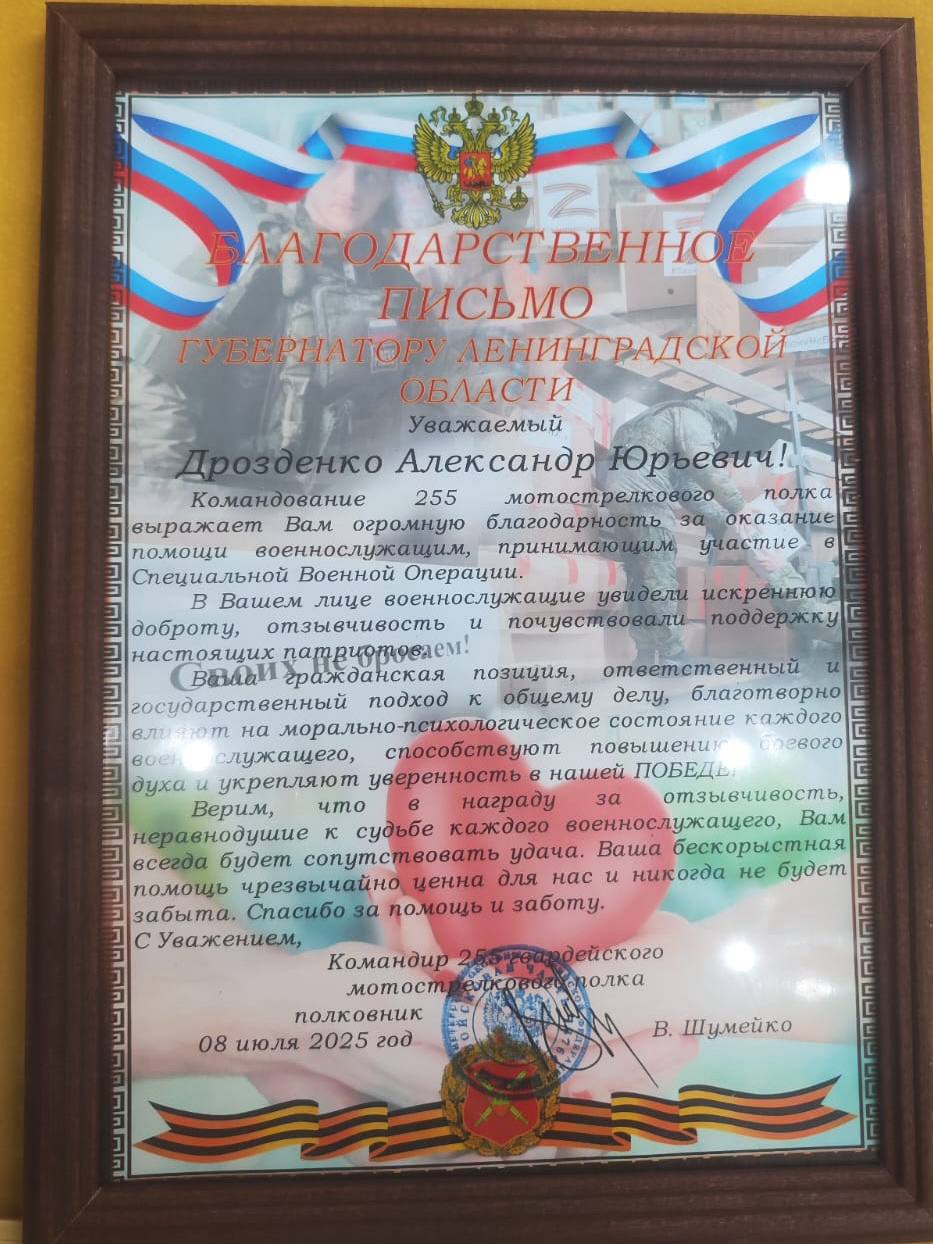 БЛАГОДАРСТВЕННОЕ
ПИСЬМО
ГУБЕРНАТОРУ ЛЕНИНГРАДСКОЙ
ОБЛАСТИ
Уважаемый
Дрозденко Александр Юрьевич!
Командование 255 мотострелкового полка
выражает Вам огромную благодарность за оказание
помощи военнослужащим, принимающим участие в
Специальной Военной Операции.
В Вашем лице военнослужащие увидели искреннюю
доброту, отзывчивость и почувствовали поддержку
настоящих патриотов.
Своих не бросаем!
Ваша гражданская позиция, ответственный и
государственный подход к общему делу, благотворно
влияют на морально-психологическое состояние каждого
военнослужащего, способствуют повышению боевого
духа и укрепляют уверенность в нашей ПОБЕДЕ!
Верим, что в награду за отзывчивость,
неравнодушие к судьбе каждого военнослужащего, Вам
всегда будет сопутствовать удача. Ваша бескорыстная
помощь чрезвычайно ценна для нас и никогда не будет
забыта. Спасибо за помощь и заботу.
С Уважением,
Командир 255 гвардейского
мотострелкового полка
полковник
В. Шумейко
08 июля 2025 год